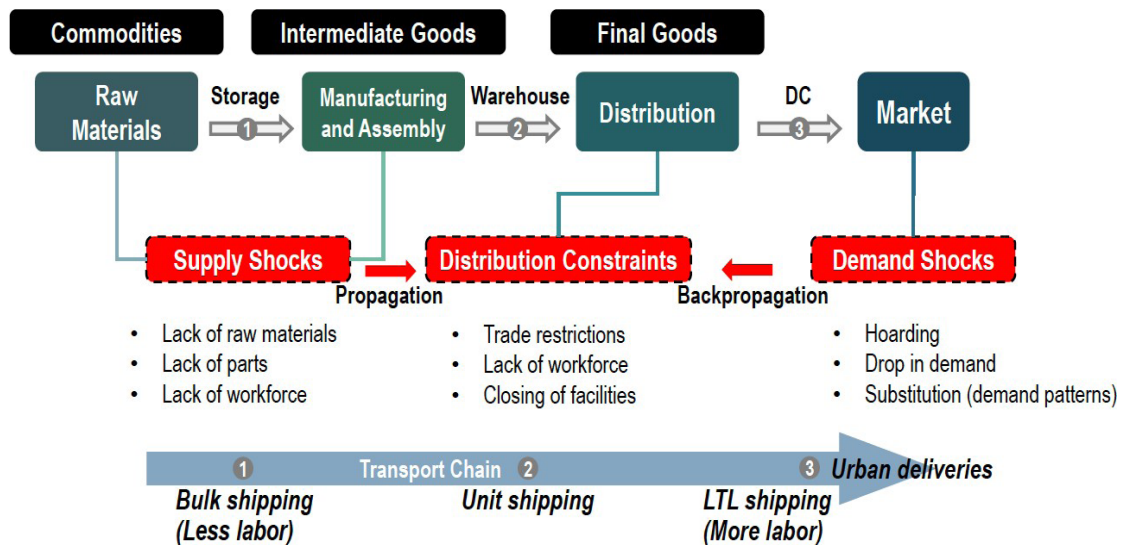 Commodities
Intermediate Goods
Final Goods
Raw
Materials
Storage
1
Manufacturing
and Assembly
Warehouse
2
Distribution
DC
3
Market
Supply Shocks
Propagation
Distribution Constraints
Backpropagation
Demand Shocks
• Lack of raw materials
• Lack of parts
• Lack of workforce
• Trade restrictions
• Lack of workforce
• Closing of facilities
• Hoarding
• Drop in demand
• Substitution (demand patterns)
1
Transport Chain
2
3
Urban deliveries
Bulk shipping
(Less labor)
Unit shipping
LTL shipping
(More labor)